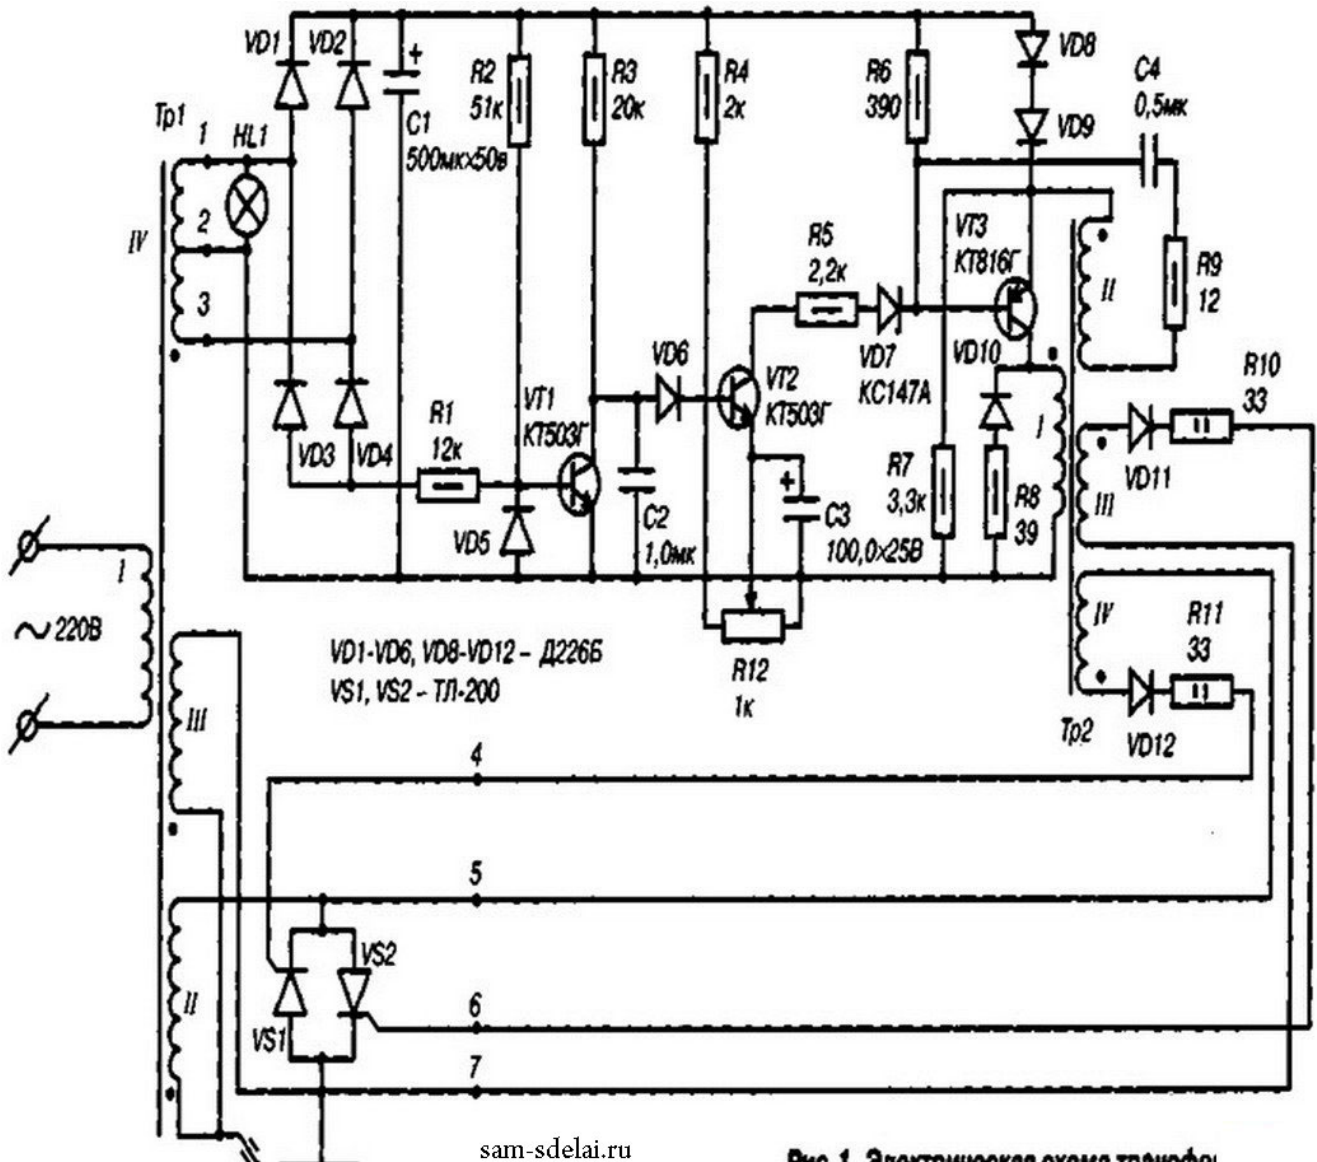 VD1
VD2
+
C1
500мк×50в
R2
51к
R3
20к
R4
2к
R6
390
VD8
VD9
C4
0,5мк
Тр1
1
HL1
2
IV
3
VD3
VD4
R1
12к
VT1
КТ503Г
VD5
VD6
C2
1,0мк
VT2
КТ503Г
R5
2,2к
VD7
КС147А
+
C3
100,0×25В
VT3
КТ816Г
VD10
R7
3,3к
R8
39
I
II
R9
12
R10
33
VD11
III
IV
R11
33
VD12
Тр2
I
~220В
III
II
VD1-VD6, VD8-VD12 – Д226Б
VS1, VS2 – ТЛ-200
R12
1к
4
5
VS2
VS1
6
7
sam-sdelai.ru
Рис. 1. Электрическая схема